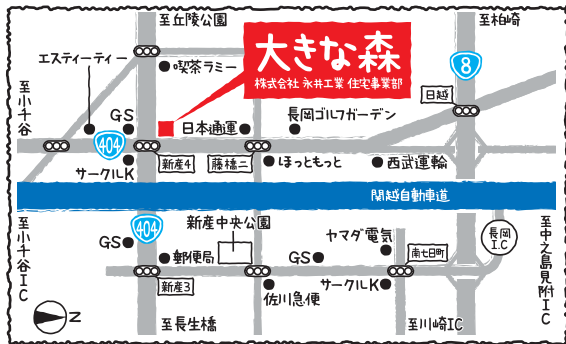 至丘陵公園
至柏崎
エスティーティー
喫茶ラミー
大きな森
株式会社 永井工業 住宅事業部
8
日越
至小千谷
GS
日本通運
長岡ゴルフガーデン
404
サークルK
新産4
藤橋二
ほっともっと
西武運輸
関越自動車道
404
新産中央公園
至小千谷IC
GS
郵便局
GS
ヤマダ電気
南七日町
長岡I.C
至中之島見附IC
新産3
佐川急便
サークルK
N
至長生橋
至川崎IC